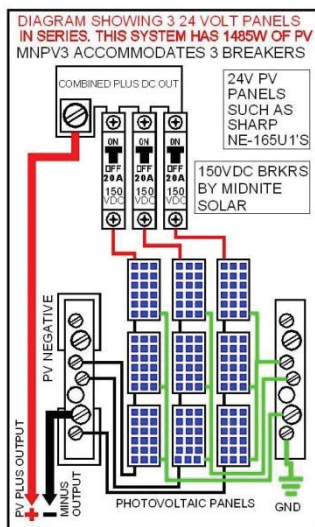 DIAGRAM SHOWING 3 24 VOLT PANELS
IN SERIES. THIS SYSTEM HAS 1485W OF PV
MNPV3 ACCOMMODATES 3 BREAKERS
COMBINED PLUS DC OUT
24V PV
PANELS
SUCH AS
SHARP
NE-165U1'S
ON ON ON
OFF OFF OFF
20A 20A 20A
150 150 150
VDC VDC VDC
150VDC BRKRS
BY MIDNITE
SOLAR
PV NEGATIVE
PV PLUS OUTPUT
+
MINUS
OUTPUT
−
PHOTOVOLTAIC PANELS
GND